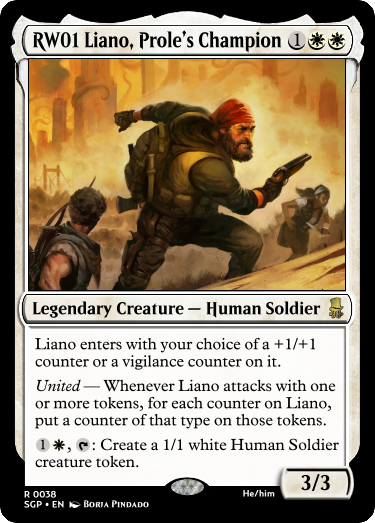 RW01 Liano, Prole's Champion 1
Legendary Creature — Human Soldier
Liano enters with your choice of a +1/+1
counter or a vigilance counter on it.
United — Whenever Liano attacks with one
or more tokens, for each counter on Liano,
put a counter of that type on those tokens.
1 , : Create a 1/1 white Human Soldier
creature token.
3/3
R 0038
He/him
SGP • EN Borja Pindado